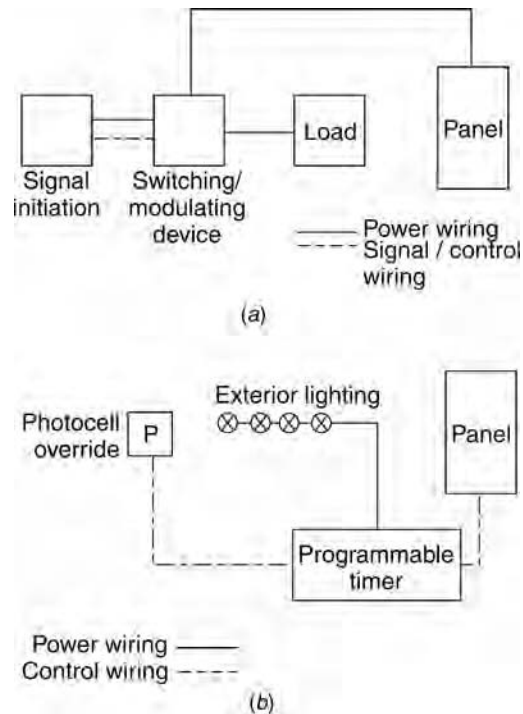 Signal
initiation
Switching/
modulating
device
Load
Panel
Power wiring
Signal / control
wiring
(a)
Photocell
override
P
Exterior lighting
Panel
Programmable
timer
Power wiring
Control wiring
(b)